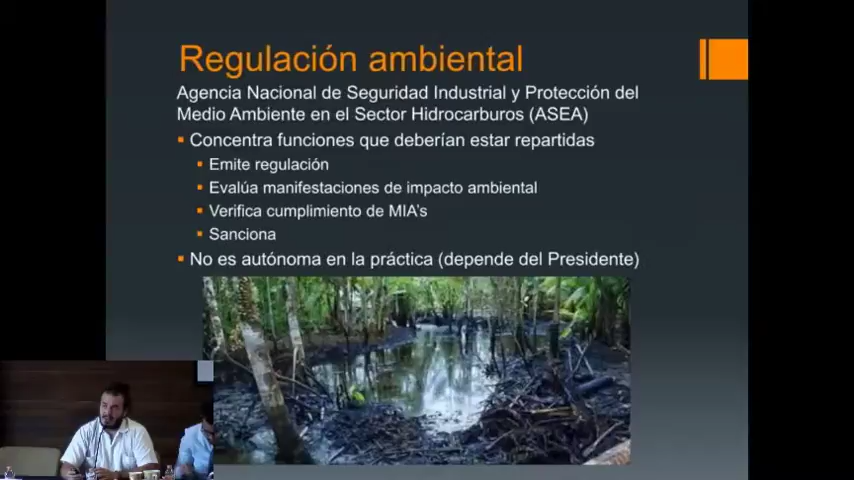 Regulación ambiental
Agencia Nacional de Seguridad Industrial y Protección del
Medio Ambiente en el Sector Hidrocarburos (ASEA)
Concentra funciones que deberían estar repartidas
Emite regulación
Evalúa manifestaciones de impacto ambiental
Verifica cumplimiento de MIA's
Sanciona
No es autónoma en la práctica (depende del Presidente)